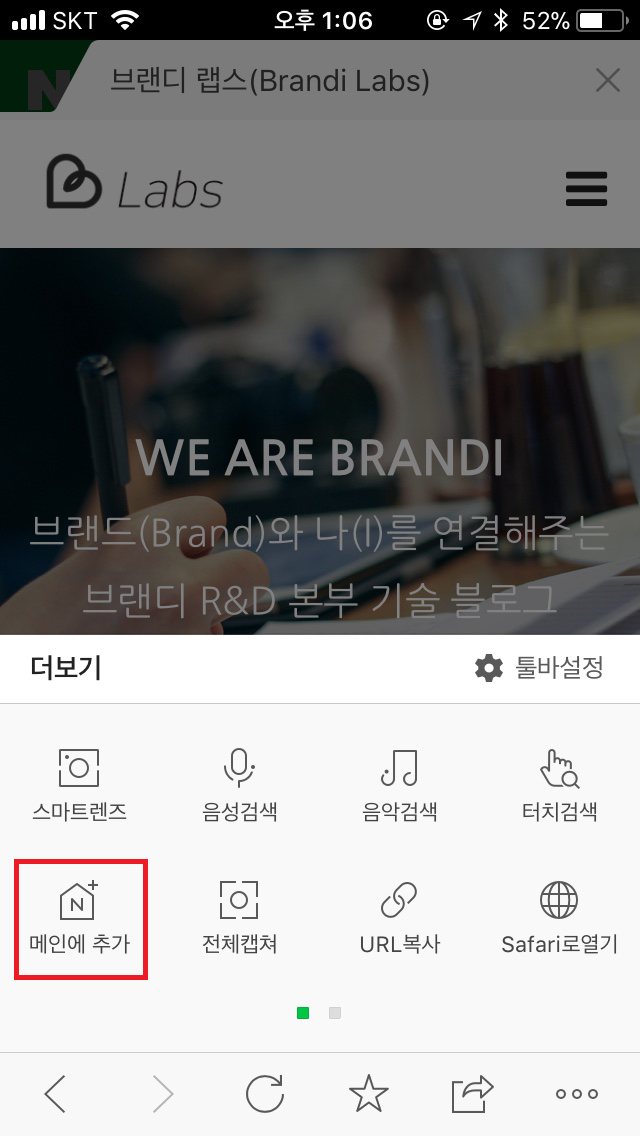 SKT 오후 1:06 52%
N 브랜디 랩스(Brandi Labs)
Labs
WE ARE BRANDI
브랜드(Brand)와 나(I)를 연결해주는
브랜디 R&D 본부 기술 블로그
더보기 툴바설정
스마트렌즈 음성검색 음악검색 터치검색
N
메인에 추가 전체캡쳐 URL복사 Safari로열기